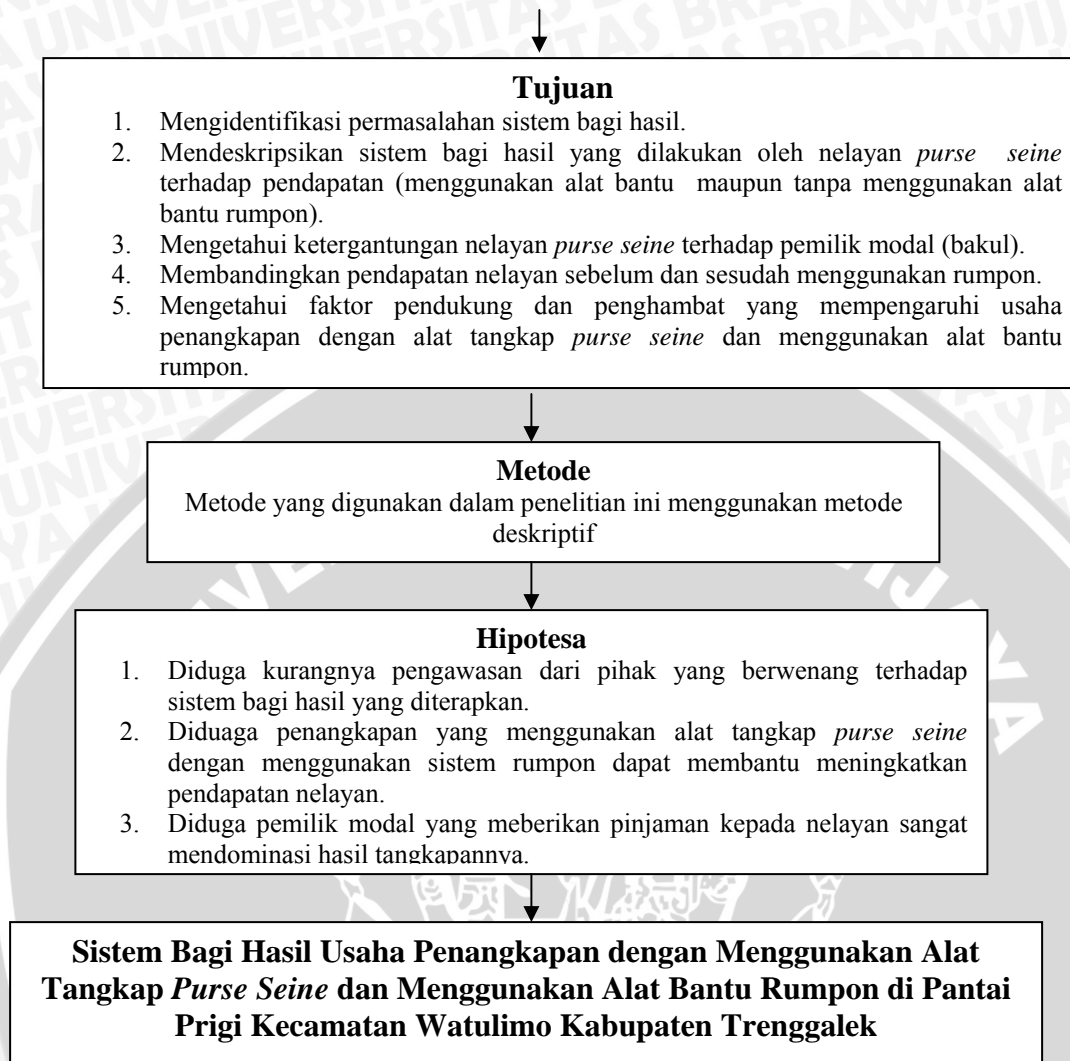 Tujuan
1. Mengidentifikasi permasalahan sistem bagi hasil.
2. Mendeskripsikan sistem bagi hasil yang dilakukan oleh nelayan purse seine
terhadap pendapatan (menggunakan alat bantu maupun tanpa menggunakan alat
bantu rumpon).
3. Mengetahui ketergantungan nelayan purse seine terhadap pemilik modal (bakul).
4. Membandingkan pendapatan nelayan sebelum dan sesudah menggunakan rumpon.
5. Mengetahui faktor pendukung dan penghambat yang mempengaruhi usaha
penangkapan dengan alat tangkap purse seine dan menggunakan alat bantu
rumpon.
Metode
Metode yang digunakan dalam penelitian ini menggunakan metode
deskriptif
Hipotesa
1. Diduga kurangnya pengawasan dari pihak yang berwenang terhadap
sistem bagi hasil yang diterapkan.
2. Diduaga penangkapan yang menggunakan alat tangkap purse seine
dengan menggunakan sistem rumpon dapat membantu meningkatkan
pendapatan nelayan.
3. Diduga pemilik modal yang meberikan pinjaman kepada nelayan sangat
mendominasi hasil tangkapannya.
Sistem Bagi Hasil Usaha Penangkapan dengan Menggunakan Alat
Tangkap Purse Seine dan Menggunakan Alat Bantu Rumpon di Pantai
Prigi Kecamatan Watulimo Kabupaten Trenggalek